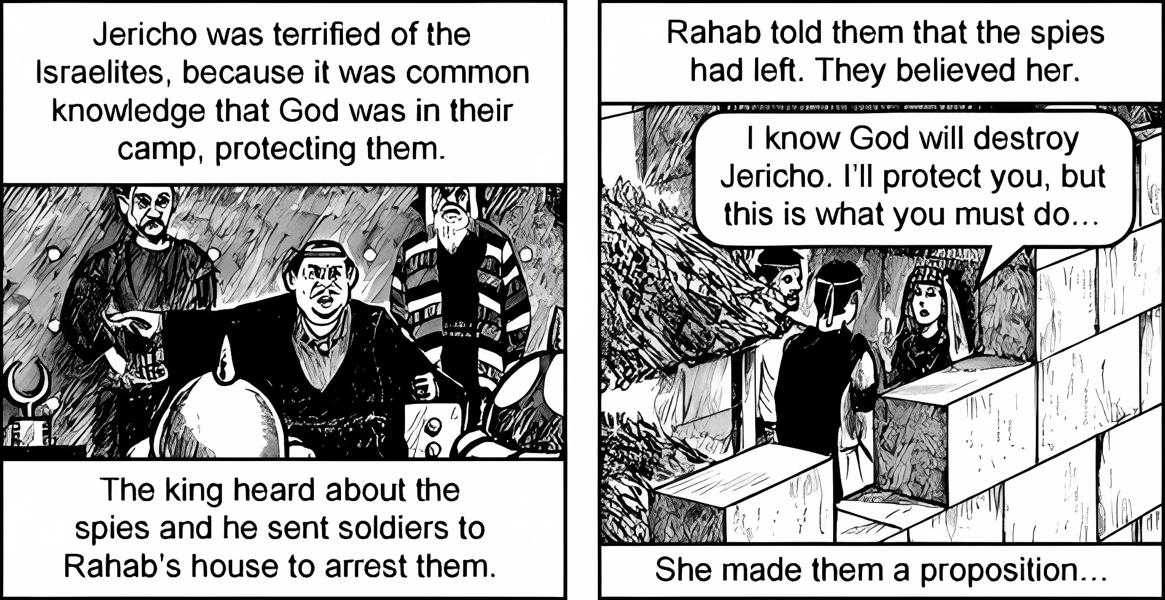 Jericho was terrified of the
Israelites, because it was common
knowledge that God was in their
camp, protecting them.
The king heard about the
spies and he sent soldiers to
Rahab's house to arrest them.
Rahab told them that the spies
had left. They believed her.
I know God will destroy
Jericho. I'll protect you, but
this is what you must do...
She made them a proposition...